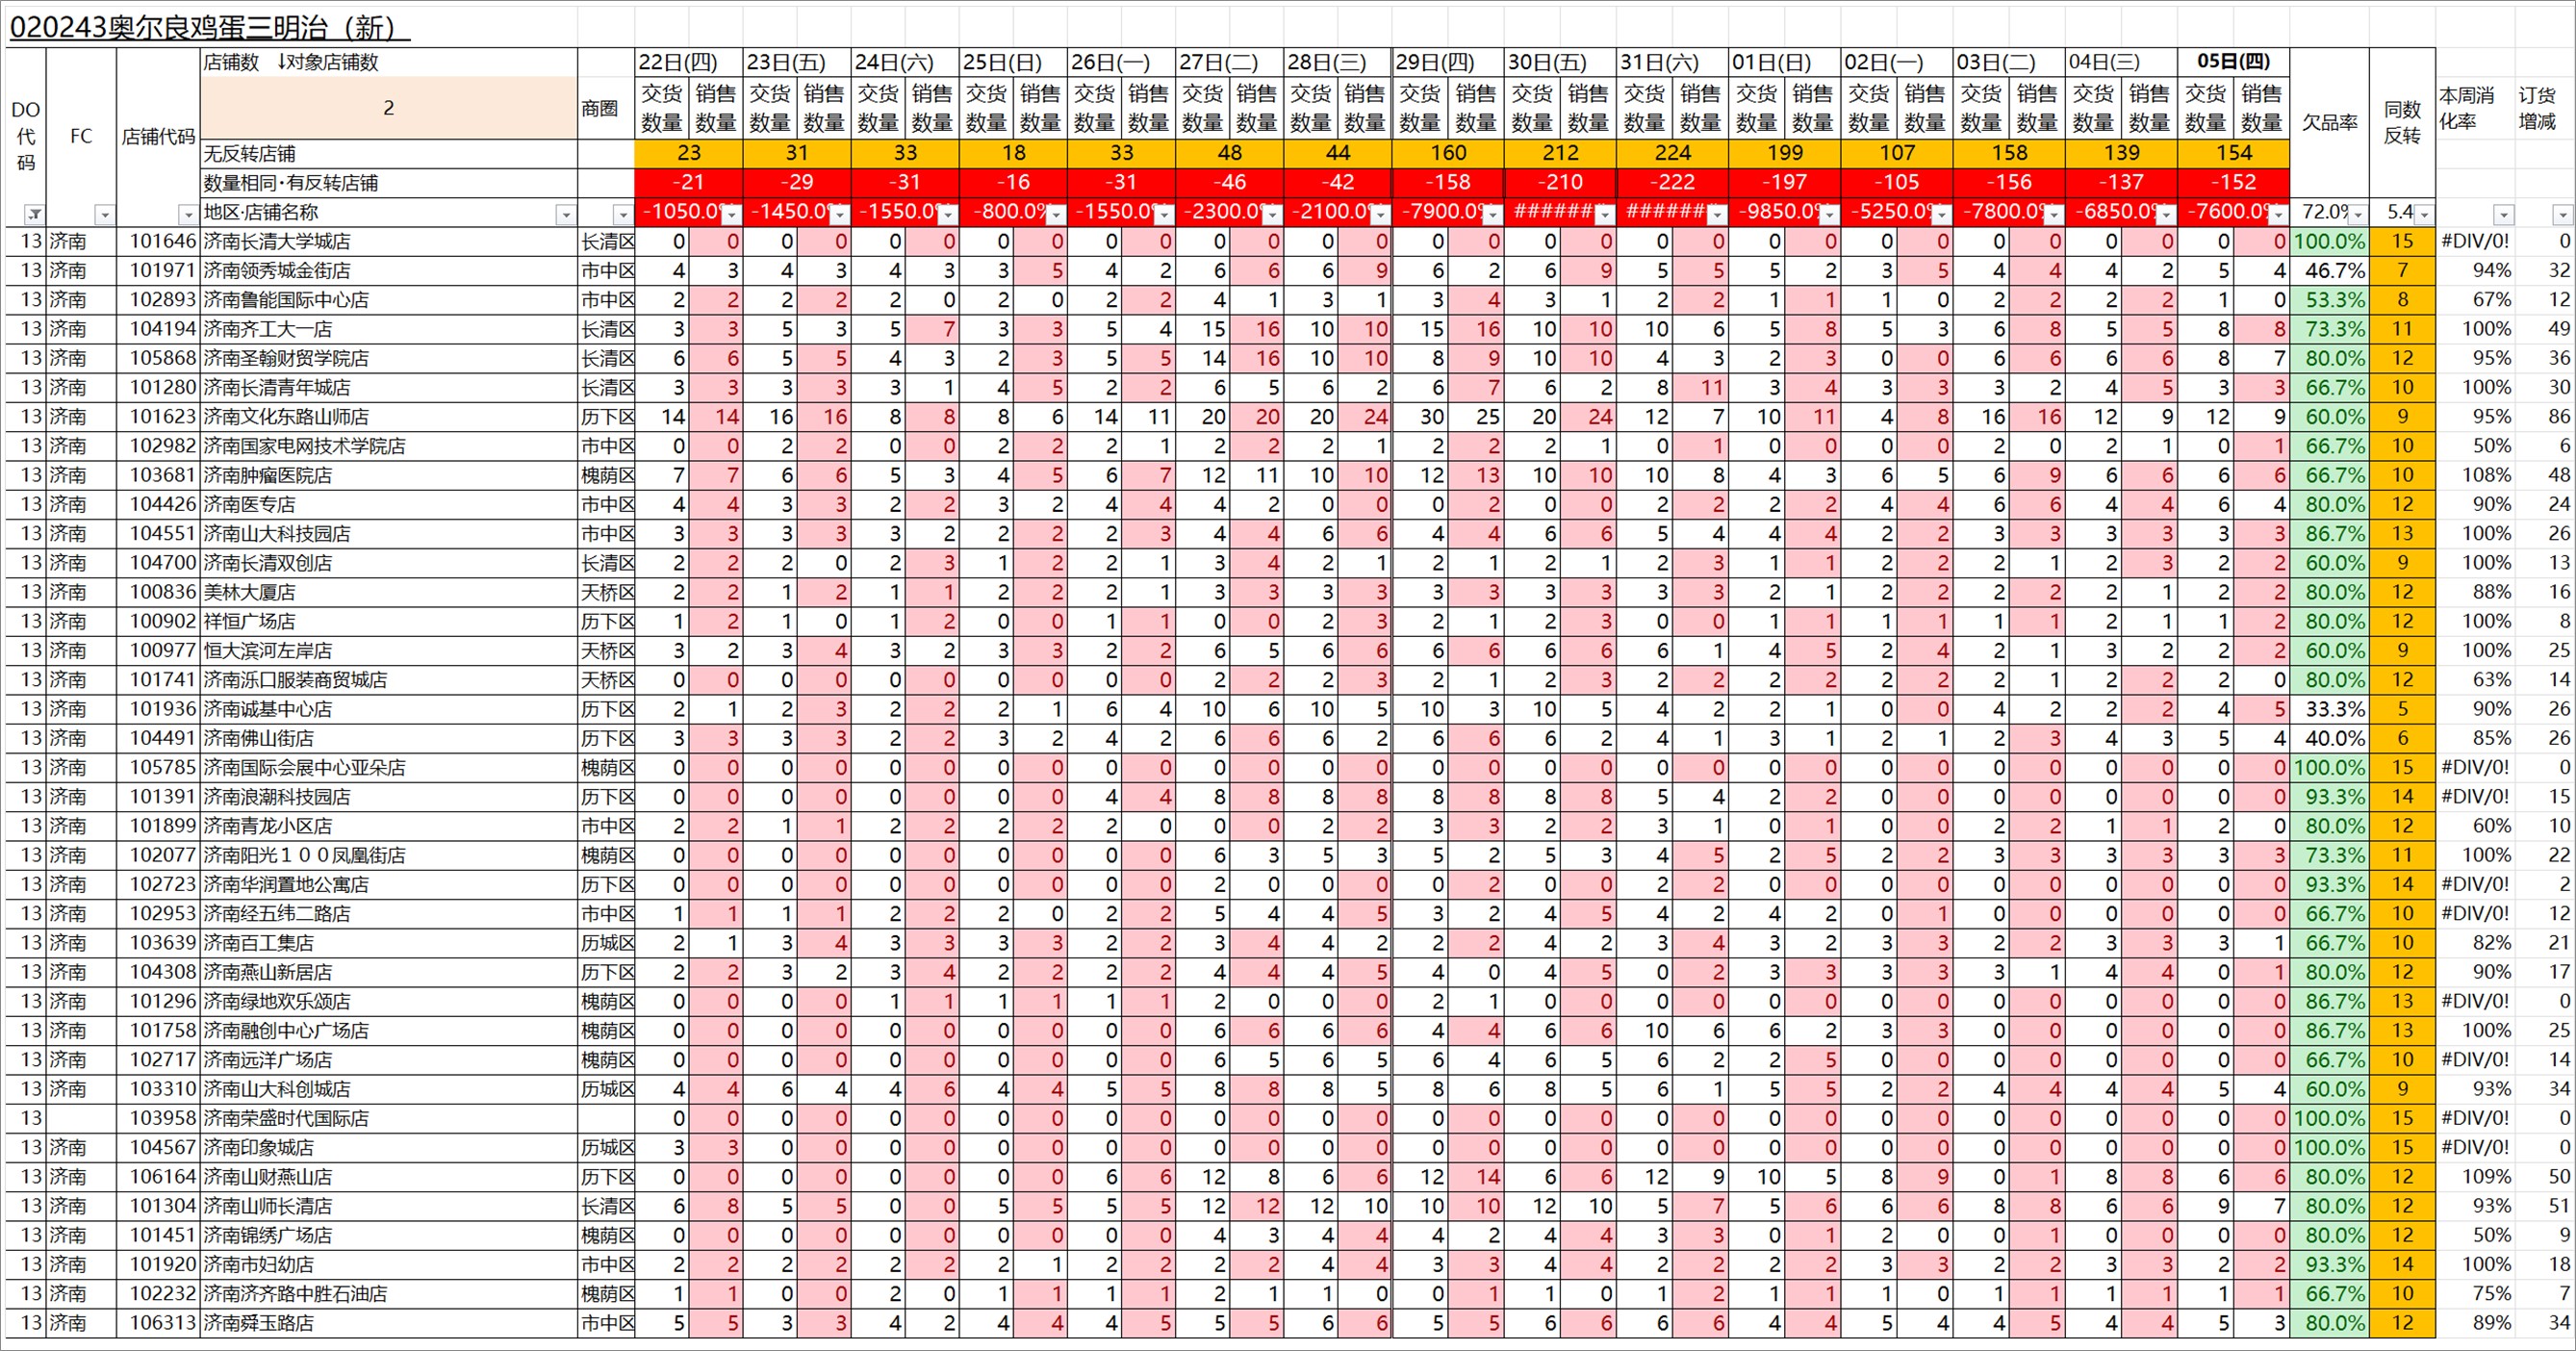 020243奥尔良鸡蛋三明治（新）
店铺数 ↓对象店铺数 22日(四) 23日(五) 24日(六) 25日(日) 26日(一) 27日(二) 28日(三) 29日(四) 30日(五) 31日(六) 01日(日) 02日(一) 03日(二) 04日(三) 05日(四)
DO代码 FC 店铺代码 2 商圈 交货数量 销售数量 交货数量 销售数量 交货数量 销售数量 交货数量 销售数量 交货数量 销售数量 交货数量 销售数量 交货数量 销售数量 交货数量 销售数量 交货数量 销售数量 交货数量 销售数量 交货数量 销售数量 交货数量 销售数量 交货数量 销售数量 交货数量 销售数量 交货数量 销售数量 欠品率 同数反转 本周消化率 订货增减
无反转店铺 23 31 33 18 33 48 44 160 212 224 199 107 158 139 154
数量相同·有反转店铺 -21 -29 -31 -16 -31 -46 -42 -158 -210 -222 -197 -105 -156 -137 -152
地区·店铺名称 -1050.0% -1450.0% -1550.0% -800.0% -1550.0% -2300.0% -2100.0% -7900.0% ####### ####### -9850.0% -5250.0% -7800.0% -6850.0% -7600.0% 72.0% 5.4
13 济南 101646 济南长清大学城店 长清区 0 0 0 0 0 0 0 0 0 0 0 0 0 0 0 0 0 0 0 0 0 0 0 0 0 0 0 0 0 0 100.0% 15 #DIV/0! 0
13 济南 101971 济南领秀城金街店 市中区 4 3 4 3 4 3 3 5 4 2 6 6 6 9 6 2 6 9 5 5 5 2 3 5 4 4 4 2 5 4 46.7% 7 94% 32
13 济南 102893 济南鲁能国际中心店 市中区 2 2 2 2 2 0 2 0 2 2 4 1 3 1 3 4 3 1 2 2 1 1 1 0 2 2 2 2 1 0 53.3% 8 67% 12
13 济南 104194 济南齐工大一店 长清区 3 3 5 3 5 7 3 3 5 4 15 16 10 10 15 16 10 10 10 6 5 8 5 3 6 8 5 5 8 8 73.3% 11 100% 49
13 济南 105868 济南圣翰财贸学院店 长清区 6 6 5 5 4 3 2 3 5 5 14 16 10 10 8 9 10 10 4 3 2 3 0 0 6 6 6 6 8 7 80.0% 12 95% 36
13 济南 101280 济南长清青年城店 长清区 3 3 3 3 3 1 4 5 2 2 6 5 6 2 6 7 6 2 8 11 3 4 3 3 3 2 4 5 3 3 66.7% 10 100% 30
13 济南 101623 济南文化东路山师店 历下区 14 14 16 16 8 8 8 6 14 11 20 20 20 24 30 25 20 24 12 7 10 11 4 8 16 16 12 9 12 9 60.0% 9 95% 86
13 济南 102982 济南国家电网技术学院店 市中区 0 0 2 2 0 0 2 2 2 1 2 2 2 1 2 2 2 1 0 1 0 0 0 0 2 0 2 1 0 1 66.7% 10 50% 6
13 济南 103681 济南肿瘤医院店 槐荫区 7 7 6 6 5 3 4 5 6 7 12 11 10 10 12 13 10 10 10 8 4 3 6 5 6 9 6 6 6 6 66.7% 10 108% 48
13 济南 104426 济南医专店 市中区 4 4 3 3 2 2 3 2 4 4 4 2 0 0 0 2 0 0 2 2 2 2 4 4 6 6 4 4 6 4 80.0% 12 90% 24
13 济南 104551 济南山大科技园店 市中区 3 3 3 3 3 2 2 2 2 3 4 4 6 6 4 4 6 6 5 4 4 4 2 2 3 3 3 3 3 3 86.7% 13 100% 26
13 济南 104700 济南长清双创店 长清区 2 2 2 0 2 3 1 2 2 1 3 4 2 1 2 1 2 1 2 3 1 1 2 2 2 1 2 3 2 2 60.0% 9 100% 13
13 济南 100836 美林大厦店 天桥区 2 2 1 2 1 1 2 2 2 1 3 3 3 3 3 3 3 3 3 3 2 1 2 2 2 2 2 1 2 2 80.0% 12 88% 16
13 济南 100902 祥恒广场店 历下区 1 2 1 0 1 2 0 0 1 1 0 0 2 3 2 1 2 3 0 0 1 1 1 1 1 1 2 1 1 2 80.0% 12 100% 8
13 济南 100977 恒大滨河左岸店 天桥区 3 2 3 4 3 2 3 3 2 2 6 5 6 6 6 6 6 6 6 1 4 5 2 4 2 1 3 2 2 2 60.0% 9 100% 25
13 济南 101741 济南泺口服装商贸城店 天桥区 0 0 0 0 0 0 0 0 0 0 2 2 2 3 2 1 2 3 2 2 2 2 2 2 2 1 2 2 2 0 80.0% 12 63% 14
13 济南 101936 济南诚基中心店 历下区 2 1 2 3 2 2 2 1 6 4 10 6 10 5 10 3 10 5 4 2 2 1 0 0 4 2 2 2 4 5 33.3% 5 90% 26
13 济南 104491 济南佛山街店 历下区 3 3 3 3 2 2 3 2 4 2 6 6 6 2 6 6 6 2 4 1 3 1 2 1 2 3 4 3 5 4 40.0% 6 85% 26
13 济南 105785 济南国际会展中心亚朵店 槐荫区 0 0 0 0 0 0 0 0 0 0 0 0 0 0 0 0 0 0 0 0 0 0 0 0 0 0 0 0 0 0 100.0% 15 #DIV/0! 0
13 济南 101391 济南浪潮科技园店 历下区 0 0 0 0 0 0 0 0 4 4 8 8 8 8 8 8 8 8 5 4 2 2 0 0 0 0 0 0 0 0 93.3% 14 #DIV/0! 15
13 济南 101899 济南青龙小区店 市中区 2 2 1 1 2 2 2 2 2 0 0 0 2 2 3 3 2 2 3 1 0 1 0 0 2 2 1 1 2 0 80.0% 12 60% 10
13 济南 102077 济南阳光１００凤凰街店 槐荫区 0 0 0 0 0 0 0 0 0 0 6 3 5 3 5 2 5 3 4 5 2 5 2 2 3 3 3 3 3 3 73.3% 11 100% 22
13 济南 102723 济南华润置地公寓店 历下区 0 0 0 0 0 0 0 0 0 0 2 0 0 0 0 2 0 0 2 2 0 0 0 0 0 0 0 0 0 0 93.3% 14 #DIV/0! 2
13 济南 102953 济南经五纬二路店 市中区 1 1 1 1 2 2 2 0 2 2 5 4 4 5 3 2 4 5 4 2 4 2 0 1 0 0 0 0 0 0 66.7% 10 #DIV/0! 12
13 济南 103639 济南百工集店 历城区 2 1 3 4 3 3 3 3 2 2 3 4 4 2 2 2 4 2 3 4 3 2 3 3 2 2 3 3 3 1 66.7% 10 82% 21
13 济南 104308 济南燕山新居店 历下区 2 2 3 2 3 4 2 2 2 2 4 4 4 5 4 0 4 5 0 2 3 3 3 3 3 1 4 4 0 1 80.0% 12 90% 17
13 济南 101296 济南绿地欢乐颂店 槐荫区 0 0 0 0 1 1 1 1 1 1 2 0 0 0 2 1 0 0 0 0 0 0 0 0 0 0 0 0 0 0 86.7% 13 #DIV/0! 0
13 济南 101758 济南融创中心广场店 槐荫区 0 0 0 0 0 0 0 0 0 0 6 6 6 6 4 4 6 6 10 6 6 2 3 3 0 0 0 0 0 0 86.7% 13 100% 25
13 济南 102717 济南远洋广场店 槐荫区 0 0 0 0 0 0 0 0 0 0 6 5 6 5 6 4 6 5 6 2 2 5 0 0 0 0 0 0 0 0 66.7% 10 #DIV/0! 14
13 济南 103310 济南山大科创城店 历城区 4 4 6 4 4 6 4 4 5 5 8 8 8 5 8 6 8 5 6 1 5 5 2 2 4 4 4 4 5 4 60.0% 9 93% 34
13 103958 济南荣盛时代国际店 0 0 0 0 0 0 0 0 0 0 0 0 0 0 0 0 0 0 0 0 0 0 0 0 0 0 0 0 0 0 100.0% 15 #DIV/0! 0
13 济南 104567 济南印象城店 历城区 3 3 0 0 0 0 0 0 0 0 0 0 0 0 0 0 0 0 0 0 0 0 0 0 0 0 0 0 0 0 100.0% 15 #DIV/0! 0
13 济南 106164 济南山财燕山店 历下区 0 0 0 0 0 0 0 0 6 6 12 8 6 6 12 14 6 6 12 9 10 5 8 9 0 1 8 8 6 6 80.0% 12 109% 50
13 济南 101304 济南山师长清店 长清区 6 8 5 5 0 0 5 5 5 5 12 12 12 10 10 10 12 10 5 7 5 6 6 6 8 8 6 6 9 7 80.0% 12 93% 51
13 济南 101451 济南锦绣广场店 槐荫区 0 0 0 0 0 0 0 0 0 0 4 3 4 4 4 2 4 4 3 3 0 1 2 0 0 1 0 0 0 0 80.0% 12 50% 9
13 济南 101920 济南市妇幼店 市中区 2 2 2 2 2 2 2 1 2 2 2 2 4 4 3 3 4 4 2 2 2 2 3 3 2 2 3 3 2 2 93.3% 14 100% 18
13 济南 102232 济南济齐路中胜石油店 槐荫区 1 1 0 0 2 0 1 1 1 1 2 1 1 0 0 1 1 0 1 2 1 1 1 0 1 1 1 1 1 1 66.7% 10 75% 7
13 济南 106313 济南舜玉路店 市中区 5 5 3 3 4 2 4 4 4 5 5 5 6 6 5 5 6 6 6 6 4 4 5 4 4 5 4 4 5 3 80.0% 12 89% 34